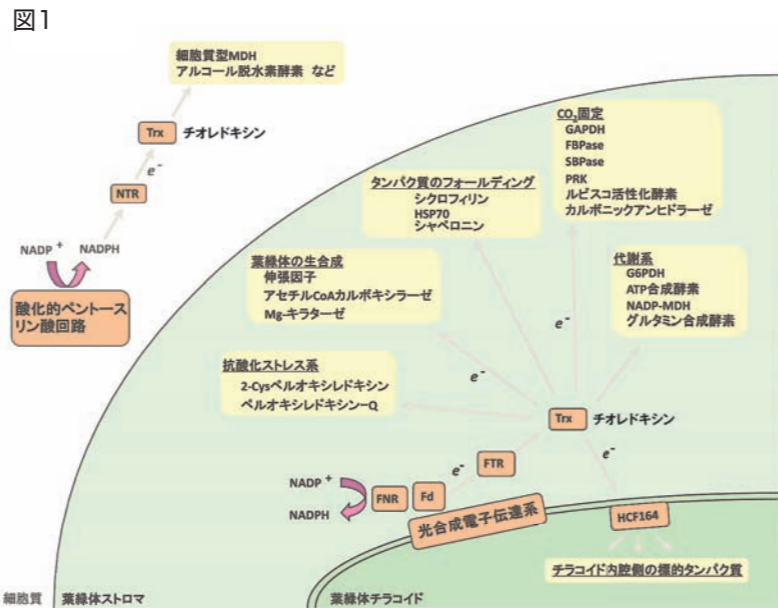 図1
細胞質型MDH
アルコール脱水素酵素 など
Trx チオレドキシン
e⁻
NTR
NADP⁺ NADPH
酸化的ペントース
リン酸回路
CO₂固定
GAPDH
FBPase
SBPase
PRK
ルビスコ活性化酵素
カルボニックアンヒドラーゼ
タンパク質のフォールディング
シクロフィリン
HSP70
シャペロニン
葉緑体の生合成
伸張因子
アセチルCoAカルボキシラーゼ
Mg-キラターゼ
代謝系
G6PDH
ATP合成酵素
NADP-MDH
グルタミン合成酵素
抗酸化ストレス系
2-Cysペルオキシレドキシン
ペルオキシレドキシン-Q
e⁻
e⁻
Trx チオレドキシン
e⁻
FTR
e⁻
NADP⁺
NADPH
FNR
Fd
光合成電子伝達系
HCF164
チラコイド内腔側の標的タンパク質
細胞質
葉緑体ストロマ
葉緑体チラコイド